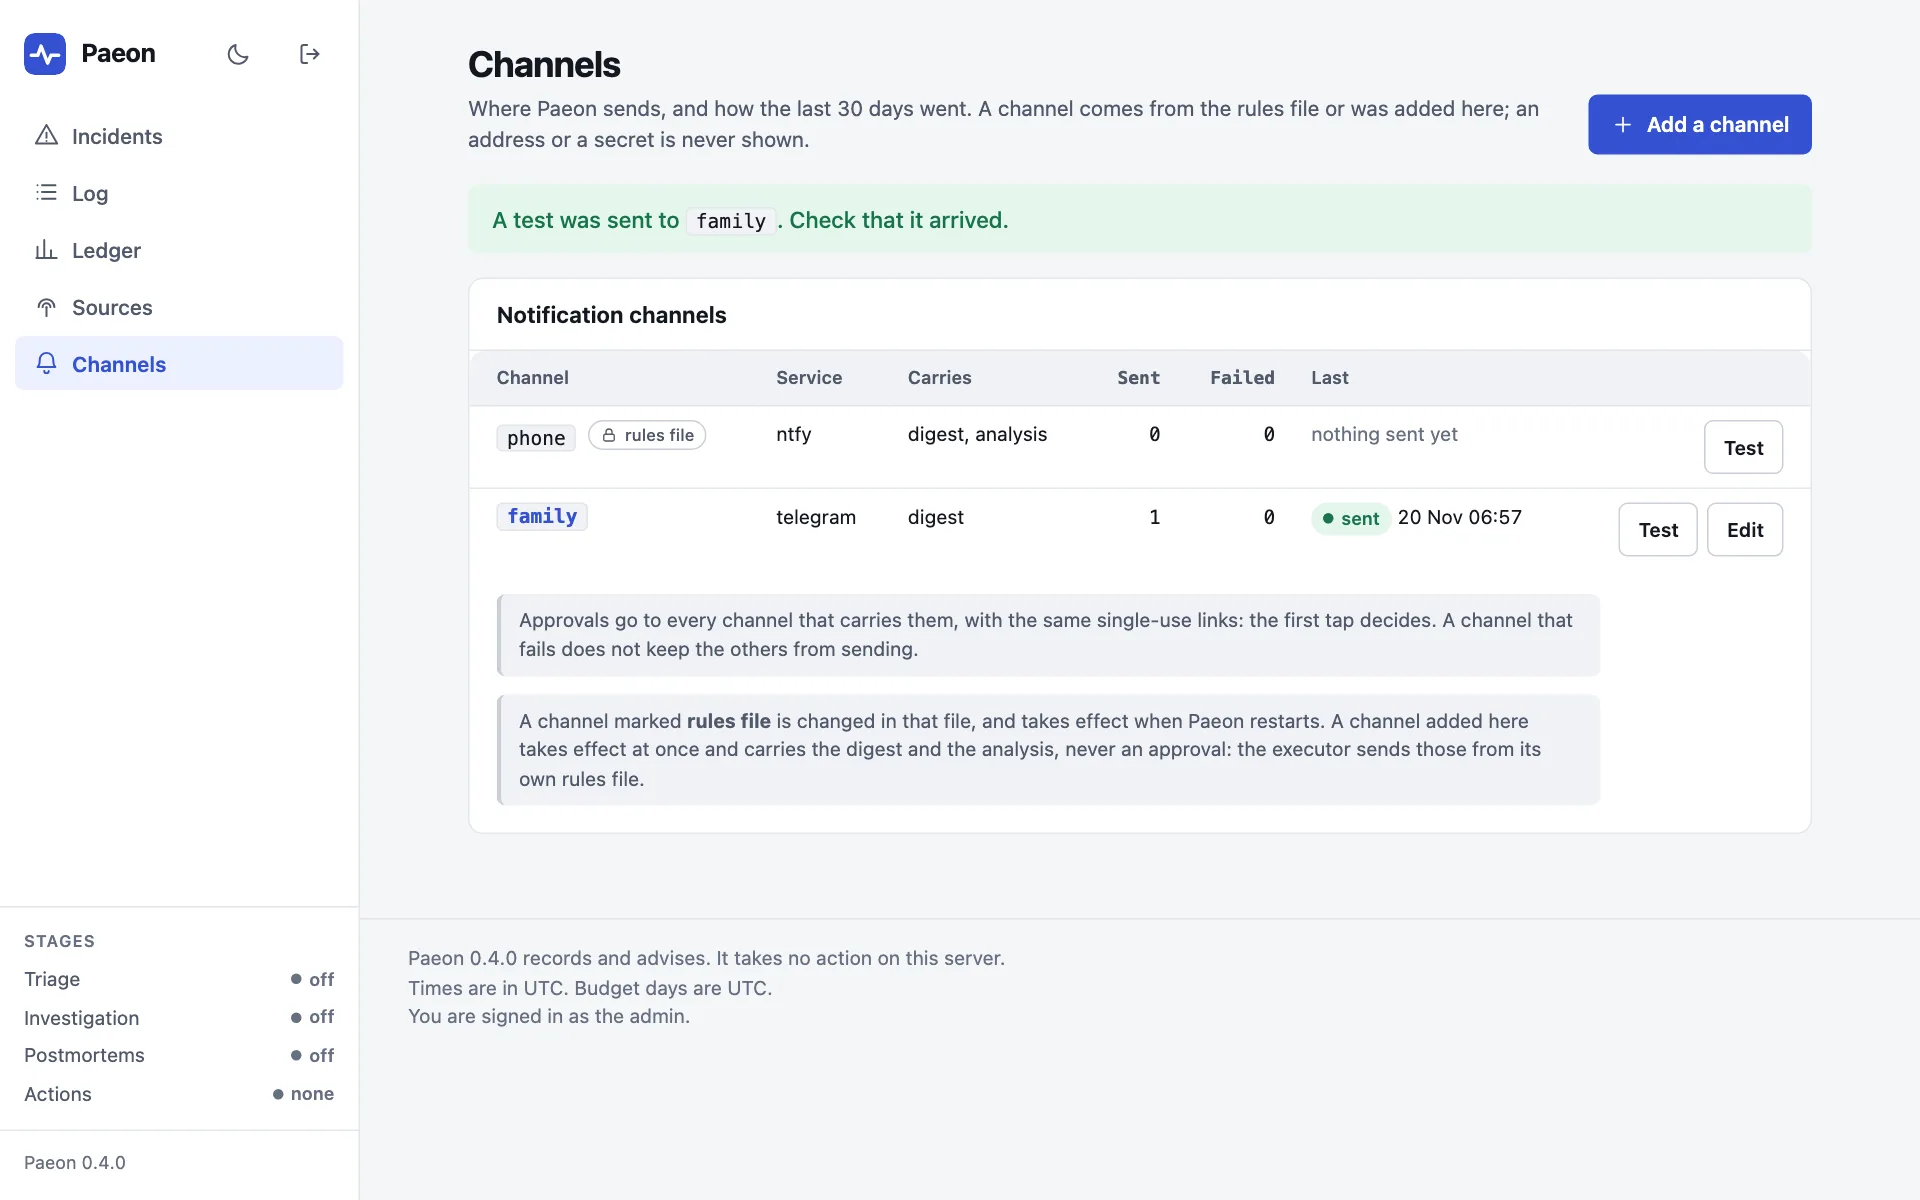 Paeon
Incidents
Log
Ledger
Sources
Channels
STAGES
Triage off
Investigation off
Postmortems off
Actions none
Paeon 0.4.0
Channels
Where Paeon sends, and how the last 30 days went. A channel comes from the rules file or was added here; an
address or a secret is never shown.
+ Add a channel
A test was sent to family. Check that it arrived.
Notification channels
Channel Service Carries Sent Failed Last
phone rules file ntfy digest, analysis 0 0 nothing sent yet Test
family telegram digest 1 0 sent 20 Nov 06:57 Test Edit
Approvals go to every channel that carries them, with the same single-use links: the first tap decides. A channel that
fails does not keep the others from sending.
A channel marked rules file is changed in that file, and takes effect when Paeon restarts. A channel added here
takes effect at once and carries the digest and the analysis, never an approval: the executor sends those from its
own rules file.
Paeon 0.4.0 records and advises. It takes no action on this server.
Times are in UTC. Budget days are UTC.
You are signed in as the admin.